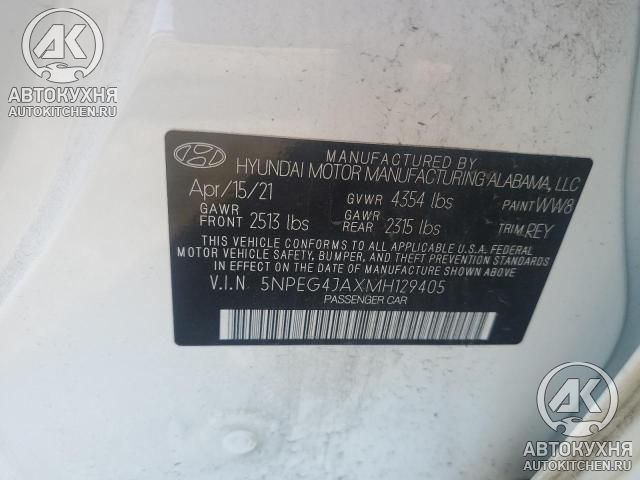 AK
АВТОКУХНЯ
AUTOKITCHEN.RU
MANUFACTURED BY
HYUNDAI MOTOR MANUFACTURING ALABAMA, LLC
Apr/15/21 GVWR 4354 lbs PAINT WW8
GAWR FRONT 2513 lbs GAWR REAR 2315 lbs TRIM REY
THIS VEHICLE CONFORMS TO ALL APPLICABLE U.S.A. FEDERAL
MOTOR VEHICLE SAFETY, BUMPER, AND THEFT PREVENTION STANDARDS
IN EFFECT ON THE DATE OF MANUFACTURE SHOWN ABOVE.
V.I.N 5NPEG4JAXMH129405
PASSENGER CAR
AK
АВТОКУХНЯ
AUTOKITCHEN.RU